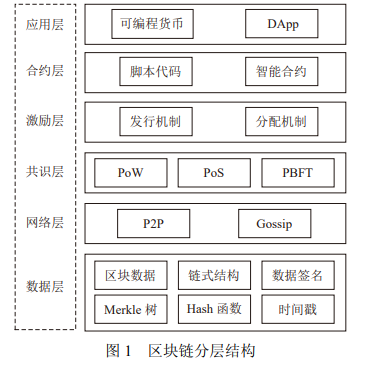 应用层 可编程货币 DApp
合约层 脚本代码 智能合约
激励层 发行机制 分配机制
共识层 PoW PoS PBFT
网络层 P2P Gossip
数据层
区块数据 链式结构 数据签名
Merkle 树 Hash 函数 时间戳
图 1 区块链分层结构